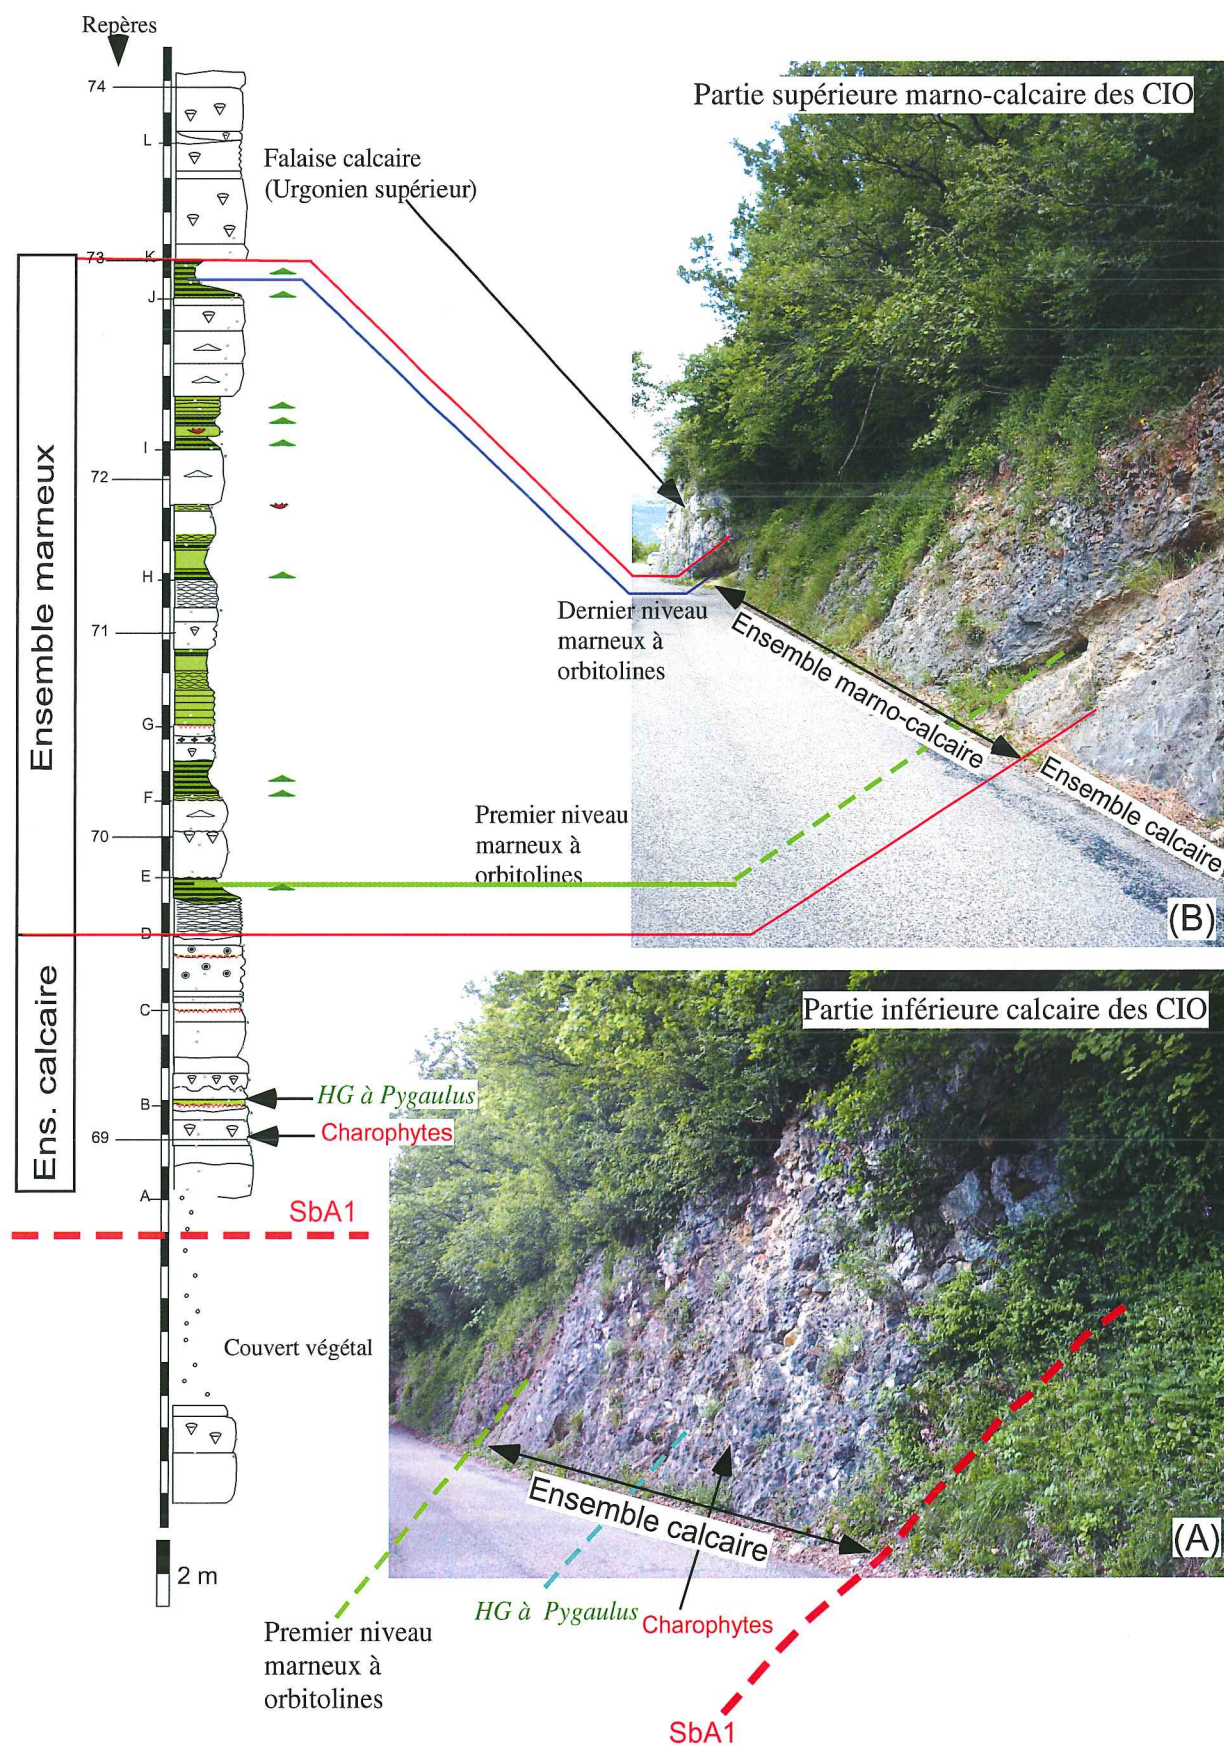 Repères
74
L
Partie supérieure marno-calcaire des CIO
Falaise calcaire
(Urgonien supérieur)
73
K
J
I
72
H
71
G
F
70
E
D
C
B
69
A
Ensemble marneux
Ens. calcaire
Dernier niveau
marneux à
orbitolines
Ensemble marno-calcaire
Ensemble calcaire
Premier niveau
marneux à
orbitolines
(B)
Partie inférieure calcaire des CIO
HG à Pygaulus
Charophytes
SbA1
Couvert végétal
Ensemble calcaire
(A)
2 m
HG à Pygaulus
Charophytes
Premier niveau
marneux à
orbitolines
SbA1